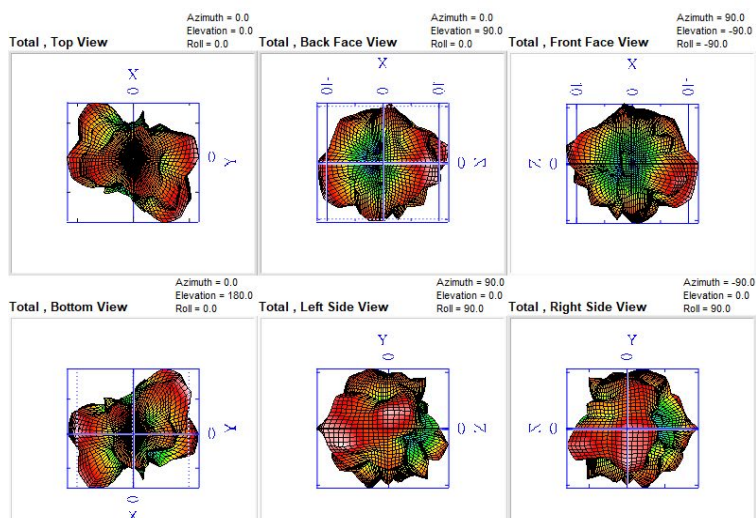 Azimuth = 0.0
Elevation = 0.0
Roll = 0.0
Total , Top View
X
0
0
Y
Azimuth = 0.0
Elevation = 90.0
Roll = 0.0
Total , Back Face View
X
-10
0
10
0
Z
Azimuth = 90.0
Elevation = -90.0
Roll = -90.0
Total , Front Face View
X
10
0
-10
Z
0
Azimuth = 0.0
Elevation = 180.0
Roll = 0.0
Total , Bottom View
0
Y
0
X
Azimuth = 90.0
Elevation = 0.0
Roll = 90.0
Total , Left Side View
Y
0
0
Z
Azimuth = -90.0
Elevation = 0.0
Roll = 90.0
Total , Right Side View
Y
0
Z
0